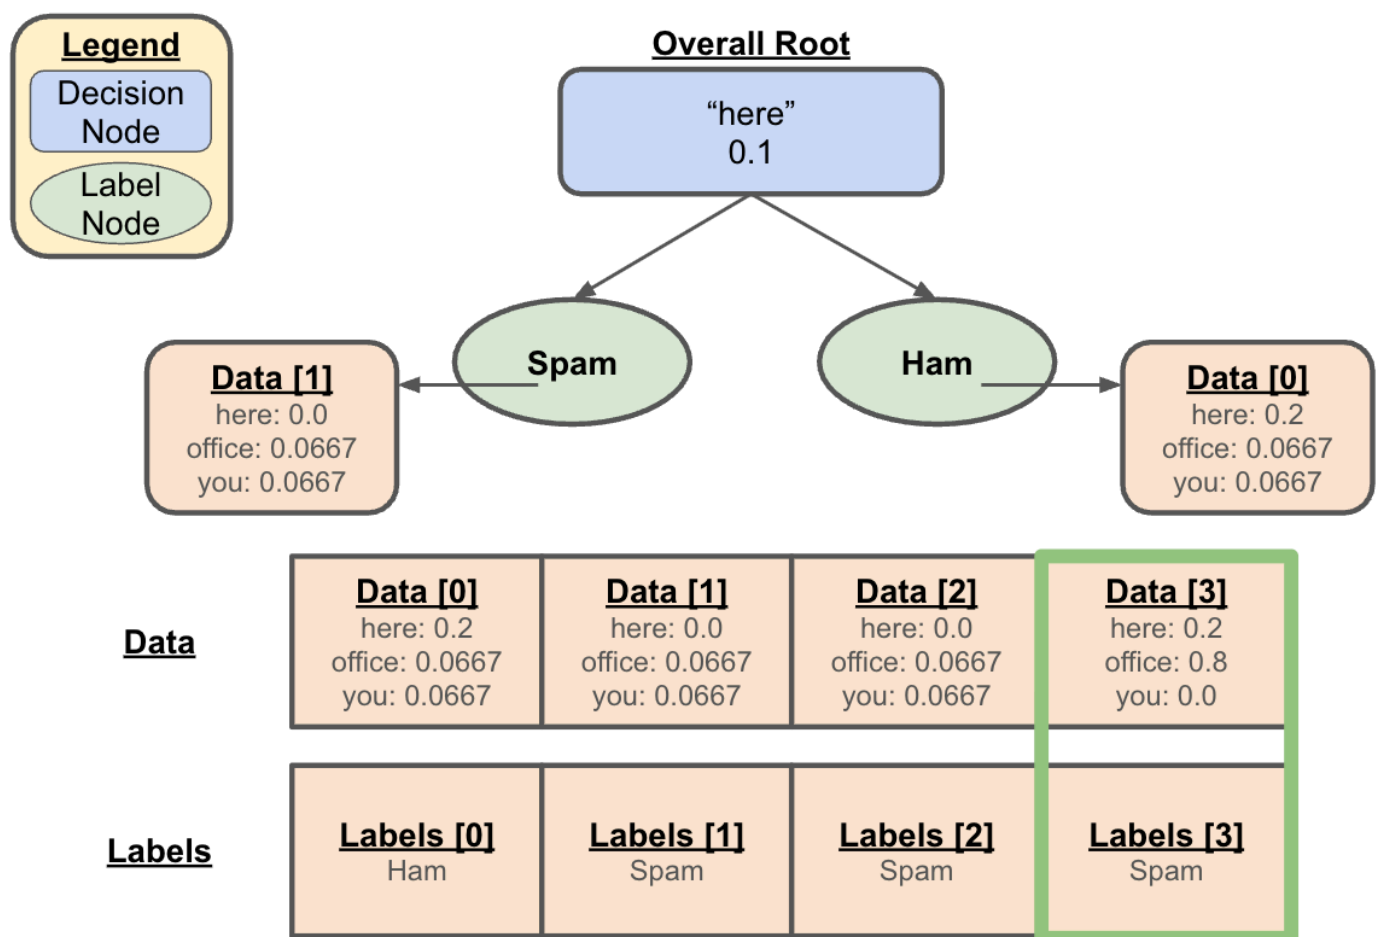 Legend
Decision
Node
Label
Node
Overall Root
“here”
0.1
Spam
Ham
Data [1]
here: 0.0
office: 0.0667
you: 0.0667
Data [0]
here: 0.2
office: 0.0667
you: 0.0667
Data
Data [0]
here: 0.2
office: 0.0667
you: 0.0667
Data [1]
here: 0.0
office: 0.0667
you: 0.0667
Data [2]
here: 0.0
office: 0.0667
you: 0.0667
Data [3]
here: 0.2
office: 0.8
you: 0.0
Labels
Labels [0]
Ham
Labels [1]
Spam
Labels [2]
Spam
Labels [3]
Spam